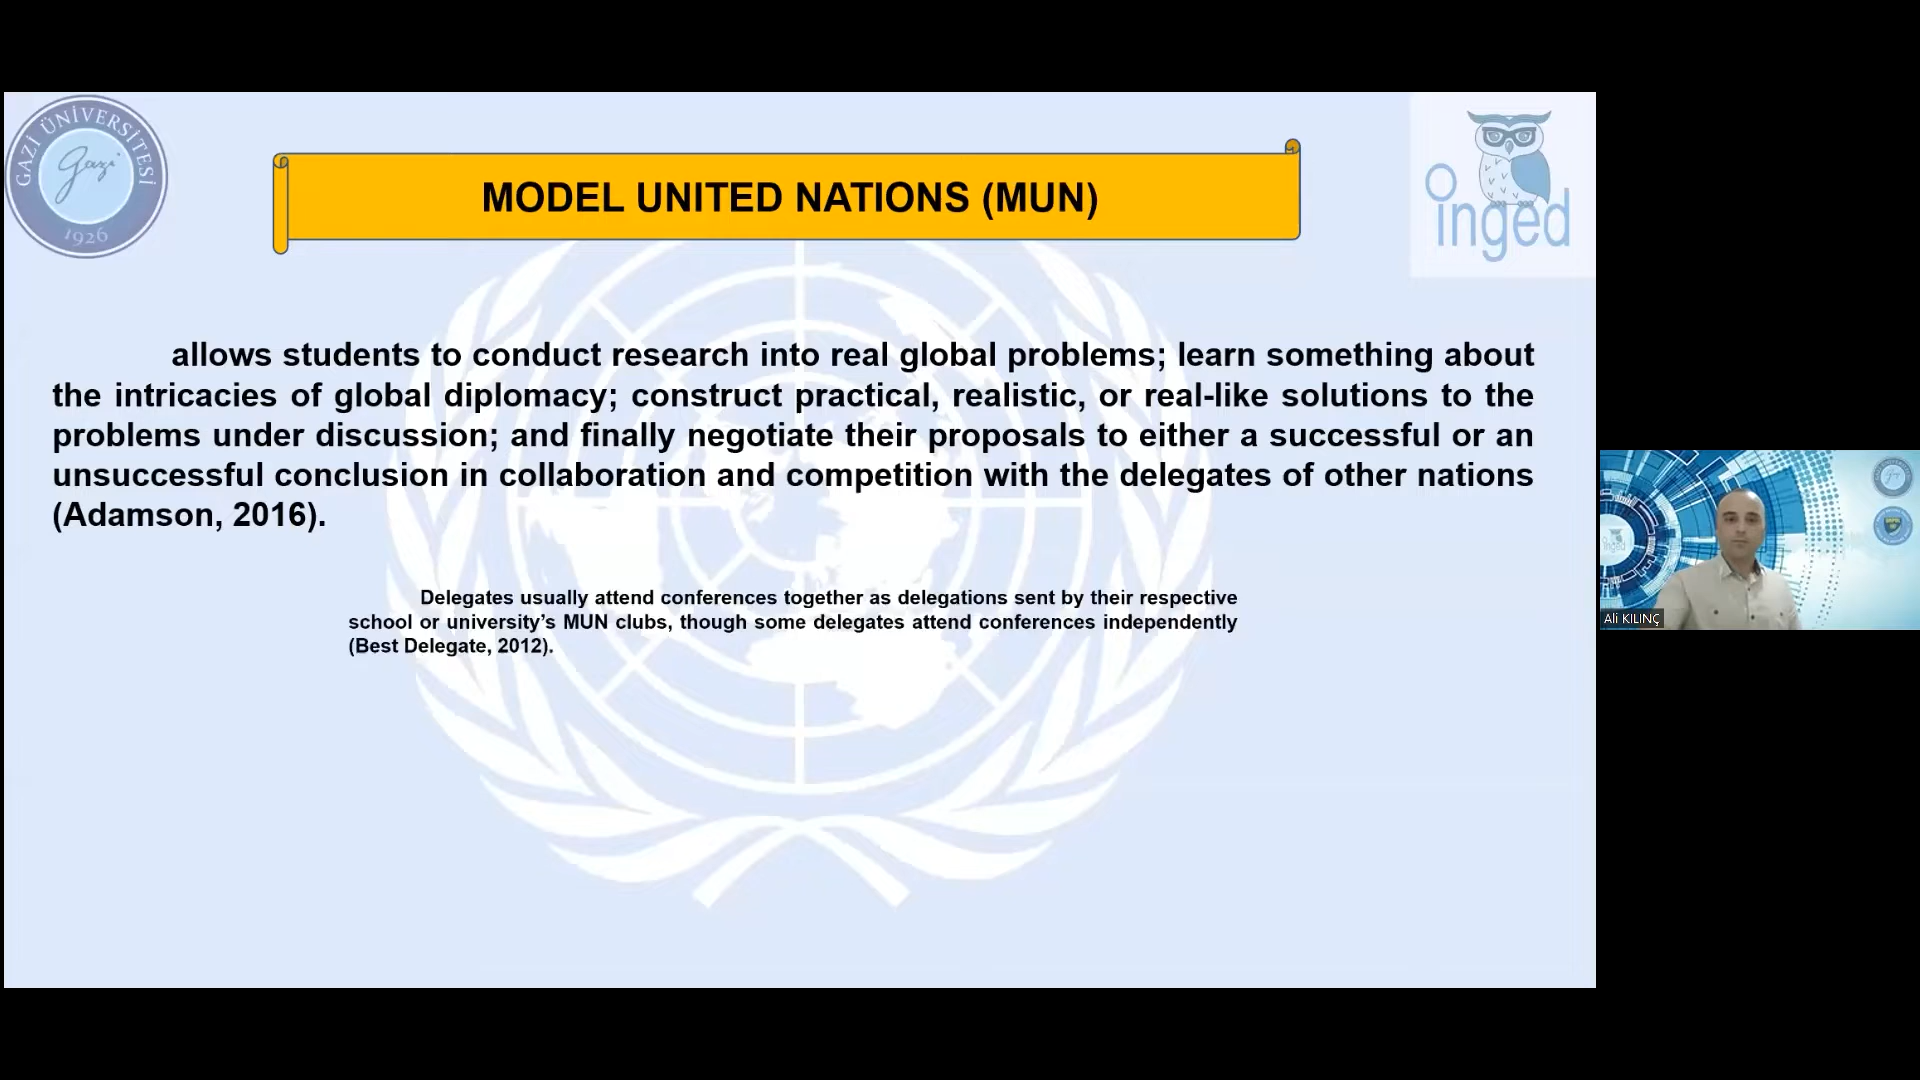 GAZİ ÜNİVERSİTESİ
Gazi
1926
MODEL UNITED NATIONS (MUN)
inged
allows students to conduct research into real global problems; learn something about
the intricacies of global diplomacy; construct practical, realistic, or real-like solutions to the
problems under discussion; and finally negotiate their proposals to either a successful or an
unsuccessful conclusion in collaboration and competition with the delegates of other nations
(Adamson, 2016).
Delegates usually attend conferences together as delegations sent by their respective
school or university’s MUN clubs, though some delegates attend conferences independently
(Best Delegate, 2012).
inged
Ali KILINÇ